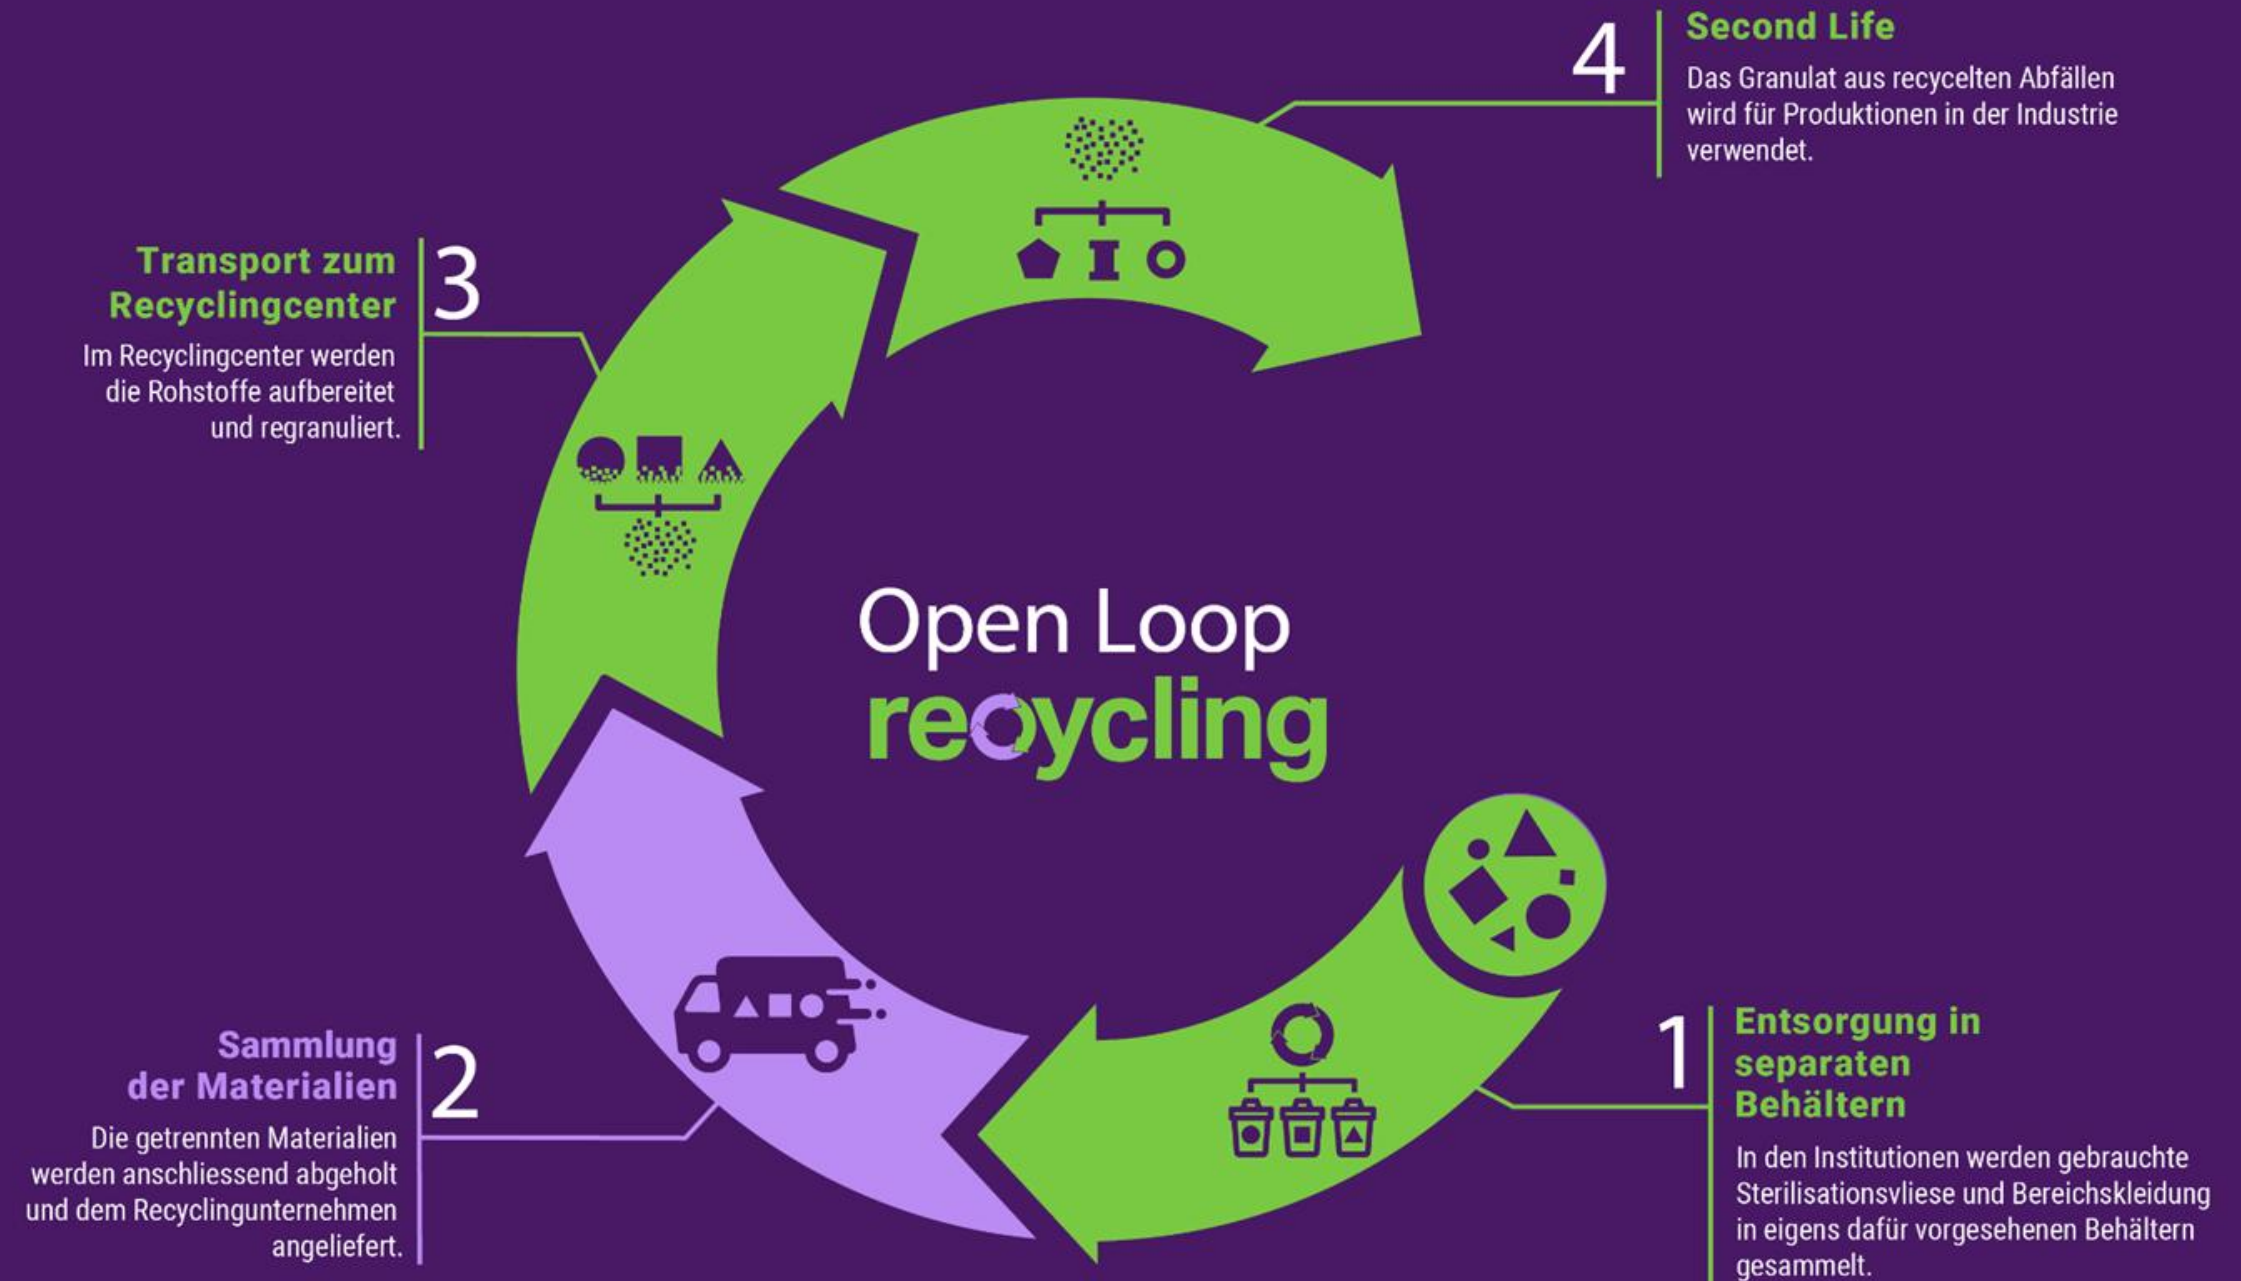 4
Second Life
Das Granulat aus recycelten Abfällen
wird für Produktionen in der Industrie
verwendet.
3
Transport zum
Recyclingcenter
Im Recyclingcenter werden
die Rohstoffe aufbereitet
und regranuliert.
Open Loop
recycling
2
Sammlung
der Materialien
Die getrennten Materialien
werden anschliessend abgeholt
und dem Recyclingunternehmen
angeliefert.
1
Entsorgung in
separaten
Behältern
In den Institutionen werden gebrauchte
Sterilisationsvliese und Bereichskleidung
in eigens dafür vorgesehenen Behältern
gesammelt.